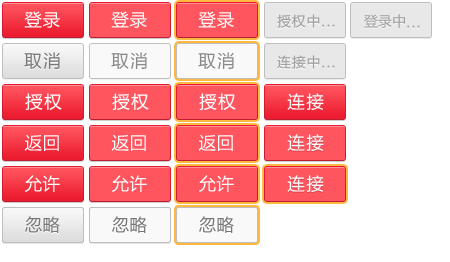 登录 登录 登录 授权中... 登录中...
取消 取消 取消 连接中...
授权 授权 授权 连接
返回 返回 返回 连接
允许 允许 允许 连接
忽略 忽略 忽略